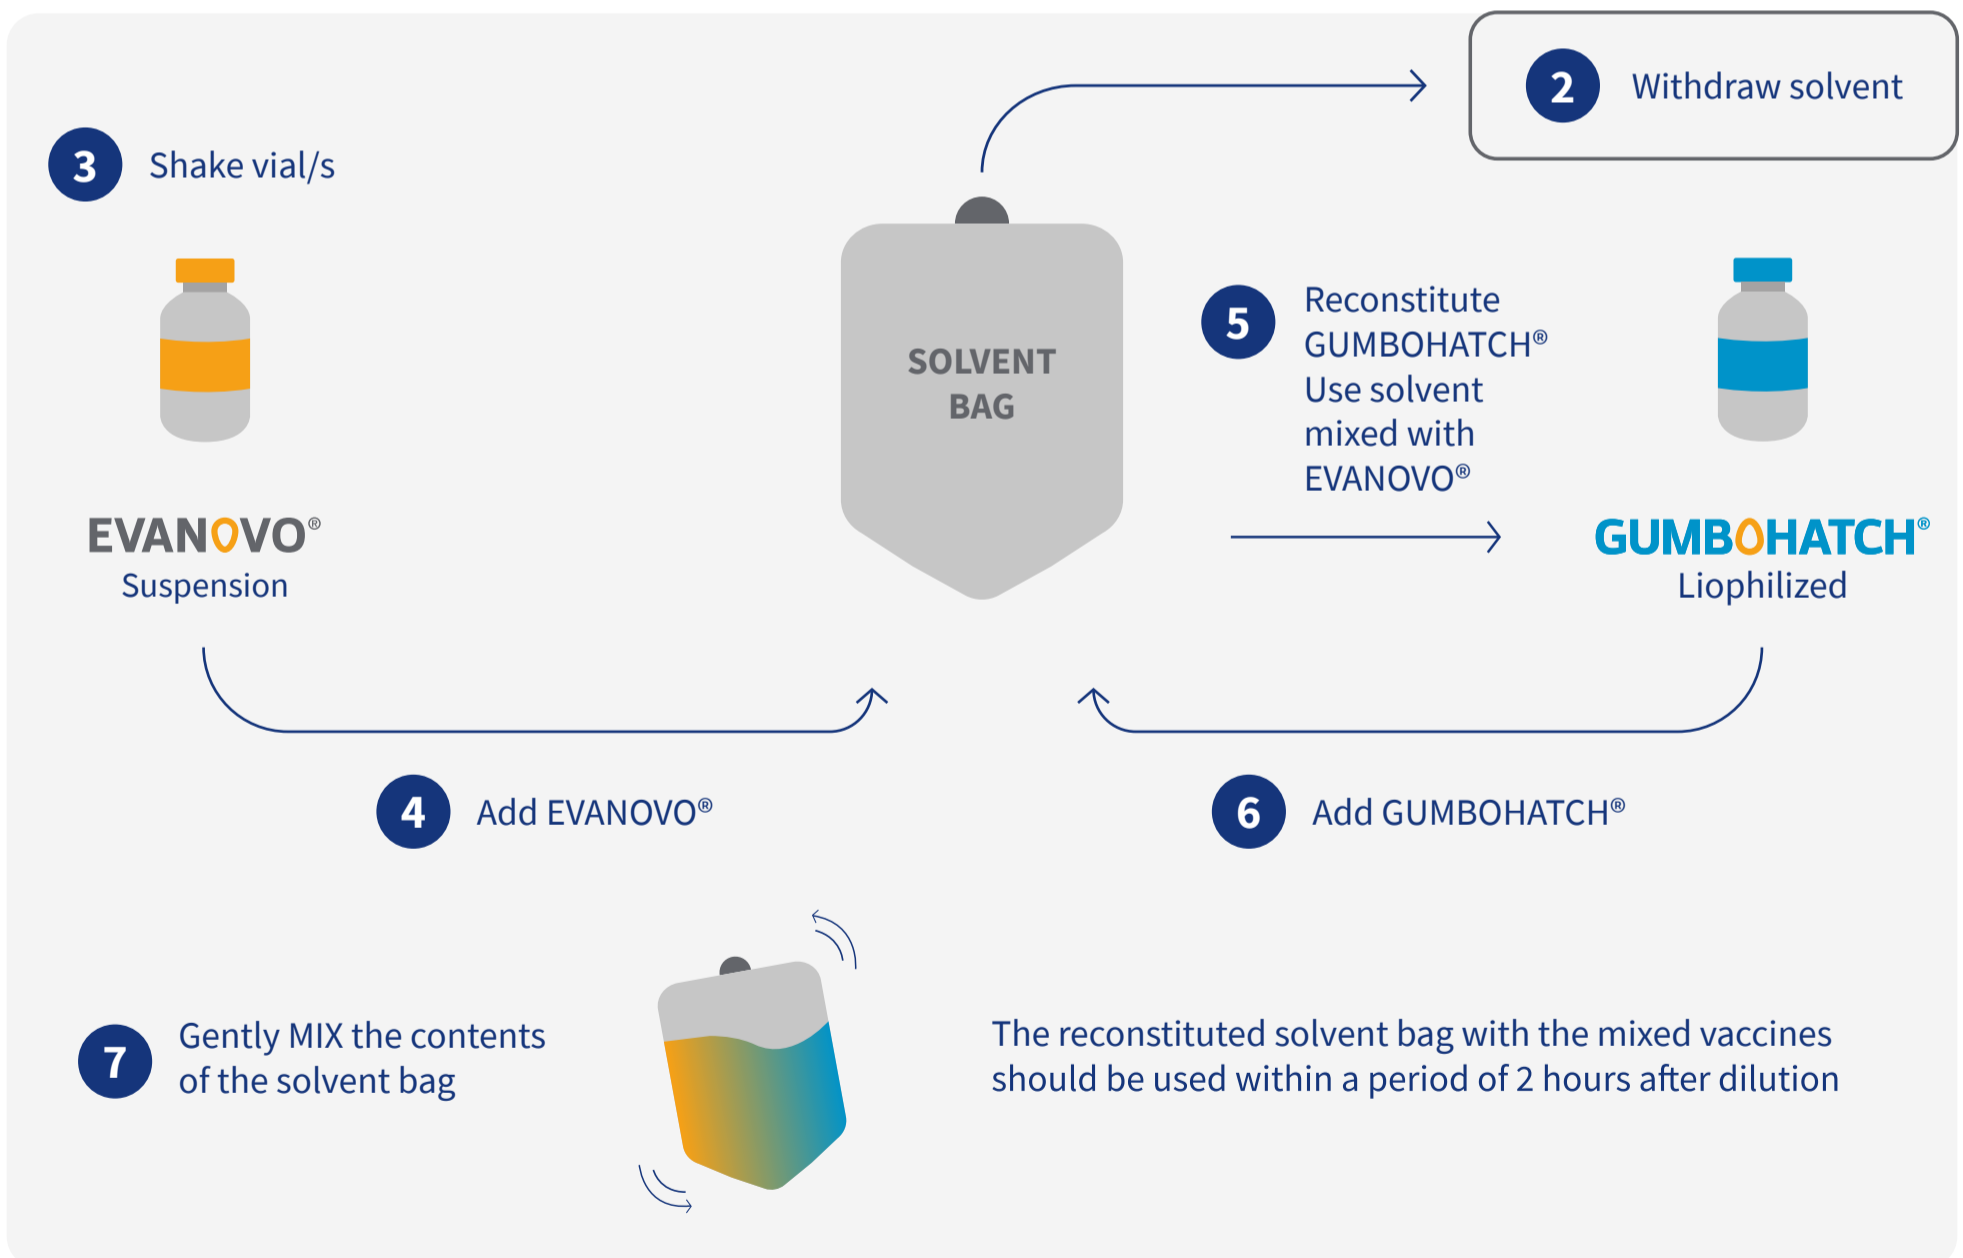 2 Withdraw solvent
3 Shake vial/s
SOLVENT
BAG
5 Reconstitute
GUMBOHATCH®
Use solvent
mixed with
EVANOVO®
EVANOVO®
Suspension
GUMBOHATCH®
Liophilized
4 Add EVANOVO®
6 Add GUMBOHATCH®
7 Gently MIX the contents
of the solvent bag
The reconstituted solvent bag with the mixed vaccines
should be used within a period of 2 hours after dilution